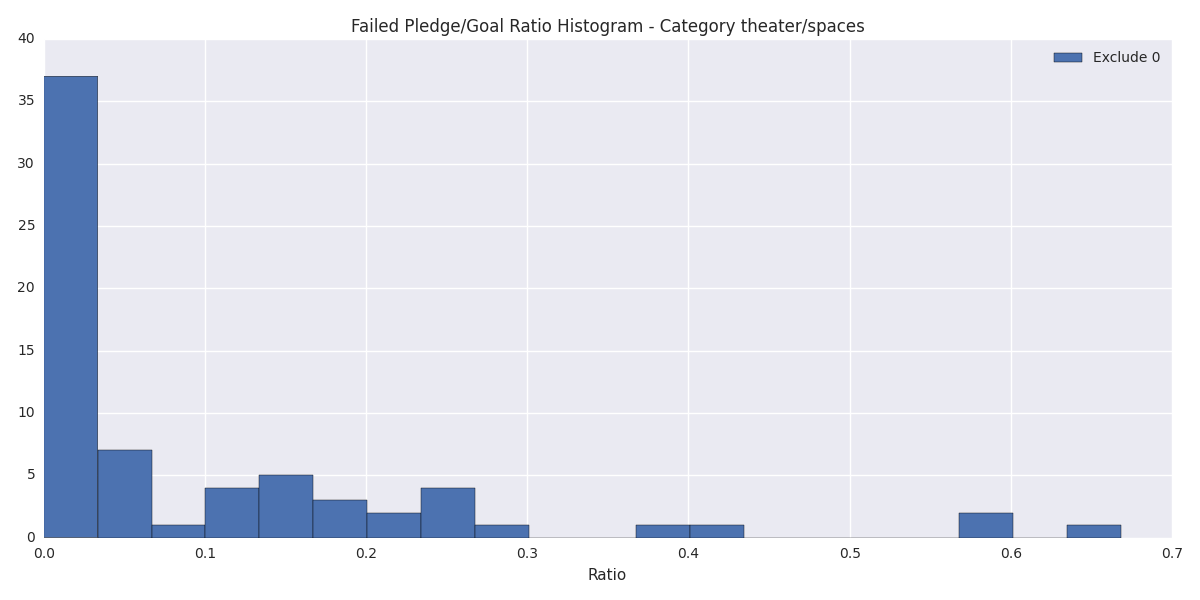 Failed Pledge/Goal Ratio Histogram - Category theater/spaces
Exclude 0
40
35
30
25
20
15
10
5
0
0.0 0.1 0.2 0.3 0.4 0.5 0.6 0.7
Ratio